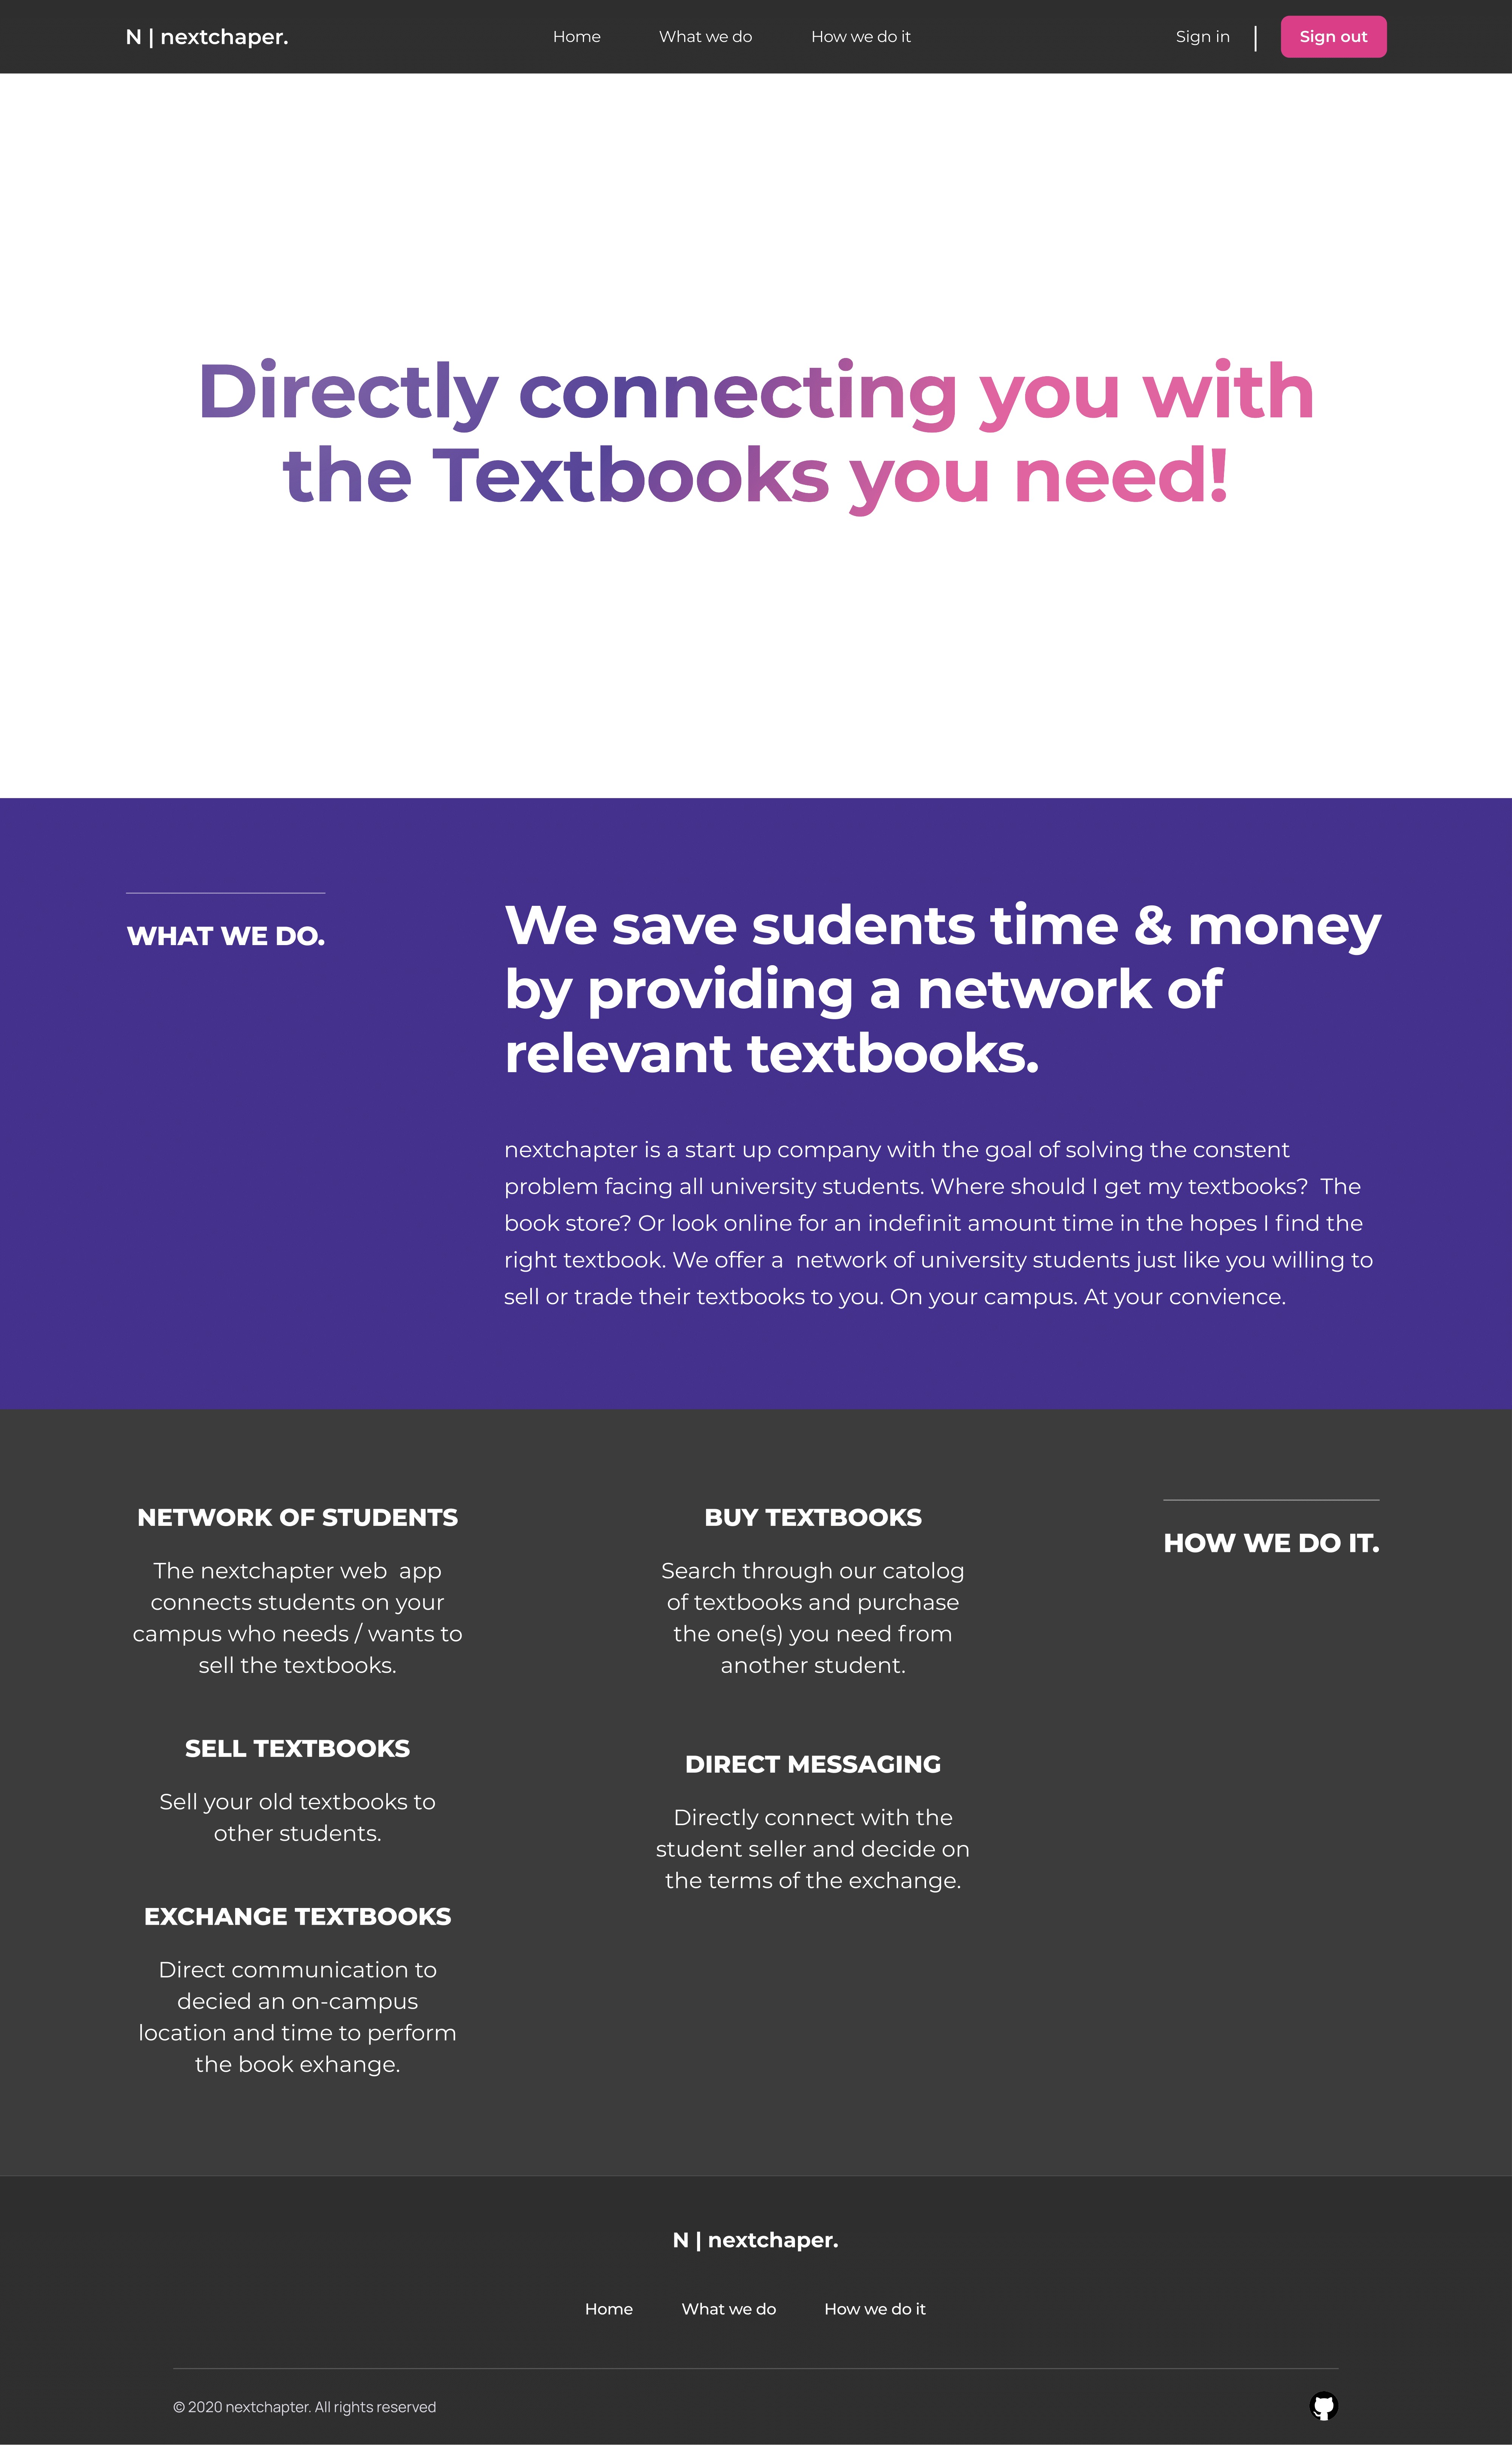 N | nextchaper.
Home
What we do
How we do it
Sign in
Sign out
Directly connecting you with
the Textbooks you need!
WHAT WE DO.
We save sudents time & money
by providing a network of
relevant textbooks.
nextchapter is a start up company with the goal of solving the constent
problem facing all university students. Where should I get my textbooks?  The
book store? Or look online for an indefinit amount time in the hopes I find the
right textbook. We offer a  network of university students just like you willing to
sell or trade their textbooks to you. On your campus. At your convience.
NETWORK OF STUDENTS
The nextchapter web  app
connects students on your
campus who needs / wants to
sell the textbooks.
SELL TEXTBOOKS
Sell your old textbooks to
other students.
EXCHANGE TEXTBOOKS
Direct communication to
decied an on-campus
location and time to perform
the book exhange.
BUY TEXTBOOKS
Search through our catolog
of textbooks and purchase
the one(s) you need from
another student.
DIRECT MESSAGING
Directly connect with the
student seller and decide on
the terms of the exchange.
HOW WE DO IT.
N | nextchaper.
Home
What we do
How we do it
© 2020 nextchapter. All rights reserved